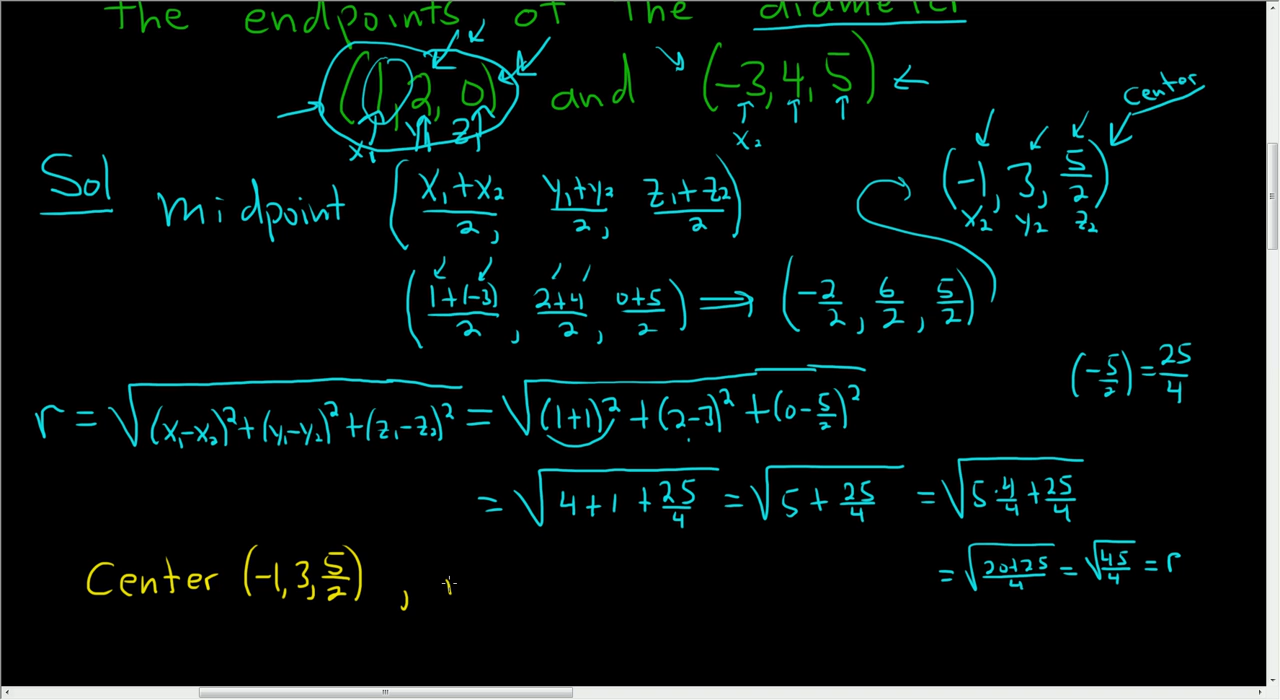 the endpoints of the diameter
(1, 2, 0) and (-3, 4, 5)
x₁ y₁ z₁ x₂
center
(-1, 3, 5/2)
x₂ y₂ z₂
Sol midpoint ( (x₁+x₂)/2, (y₁+y₂)/2, (z₁+z₂)/2 )
( (1+(-3))/2, (2+4)/2, (0+5)/2 ) ⟹ ( -2/2, 6/2, 5/2 )
(-5/2) = 25/4
r = √((x₁-x₂)²+(y₁-y₂)²+(z₁-z₂)²) = √((1+1)²+(2-3)²+(0-5/2)²)
= √(4+1+25/4) = √(5+25/4) = √(5·4/4+25/4)
= √((20+25)/4) = √(45/4) = r
Center (-1, 3, 5/2) ,